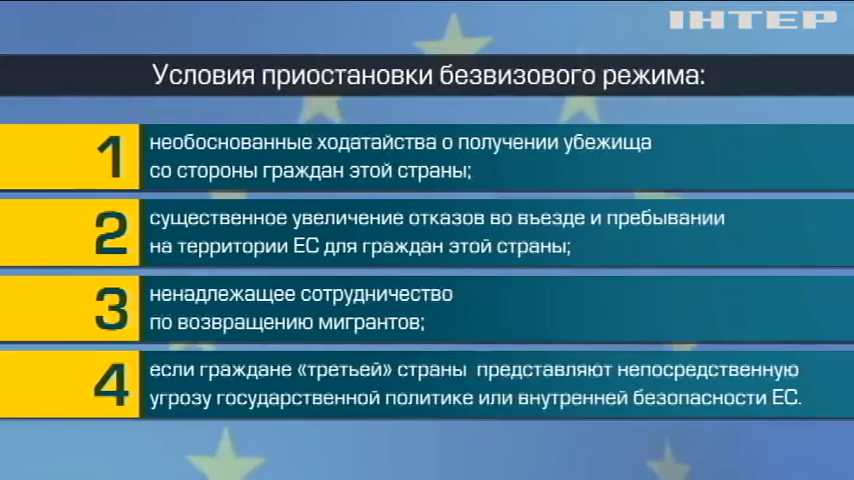 ІНТЕР
Условия приостановки безвизового режима:
1
необоснованные ходатайства о получении убежища
со стороны граждан этой страны;
2
существенное увеличение отказов во въезде и пребывании
на территории ЕС для граждан этой страны;
3
ненадлежащее сотрудничество
по возвращению мигрантов;
4
если граждане «третьей» страны представляют непосредственную
угрозу государственной политике или внутренней безопасности ЕС.